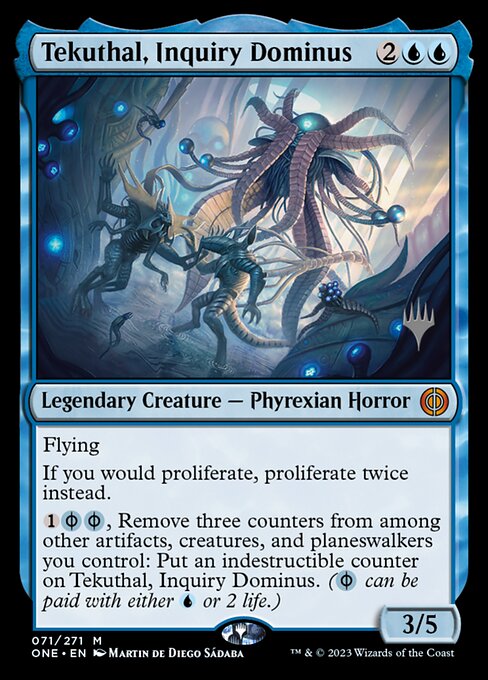 Tekuthal, Inquiry Dominus 2
Legendary Creature — Phyrexian Horror
Flying
If you would proliferate, proliferate twice
instead.
1, Remove three counters from among
other artifacts, creatures, and planeswalkers
you control: Put an indestructible counter
on Tekuthal, Inquiry Dominus. ( can be
paid with either or 2 life.)
3/5
071/271 M
ONE • EN Martin de Diego Sádaba ™ & © 2023 Wizards of the Coast